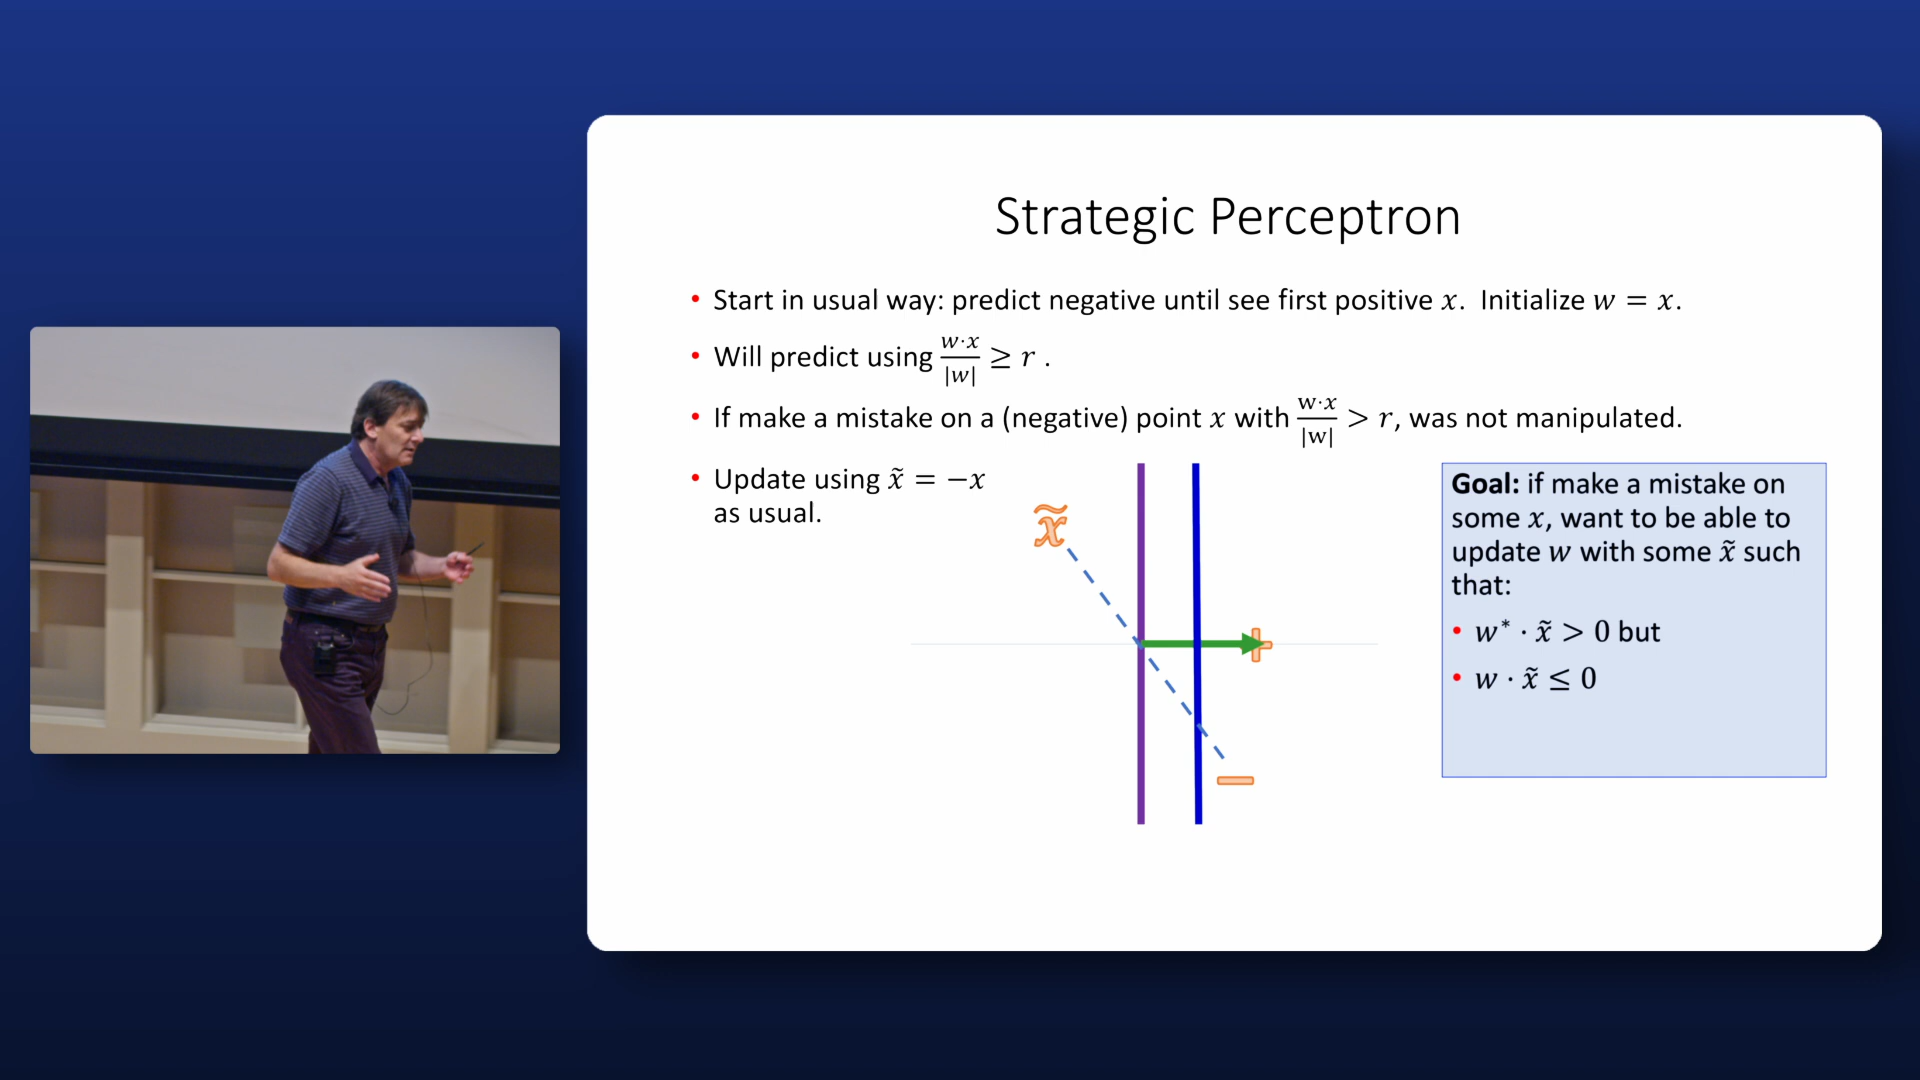 Strategic Perceptron
• Start in usual way: predict negative until see first positive x. Initialize w = x.
• Will predict using w·x/|w| ≥ r .
• If make a mistake on a (negative) point x with w·x/|w| > r, was not manipulated.
• Update using x̃ = −x
as usual.
x̃
+
−
Goal: if make a mistake on
some x, want to be able to
update w with some x̃ such
that:
• w* · x̃ > 0 but
• w · x̃ ≤ 0